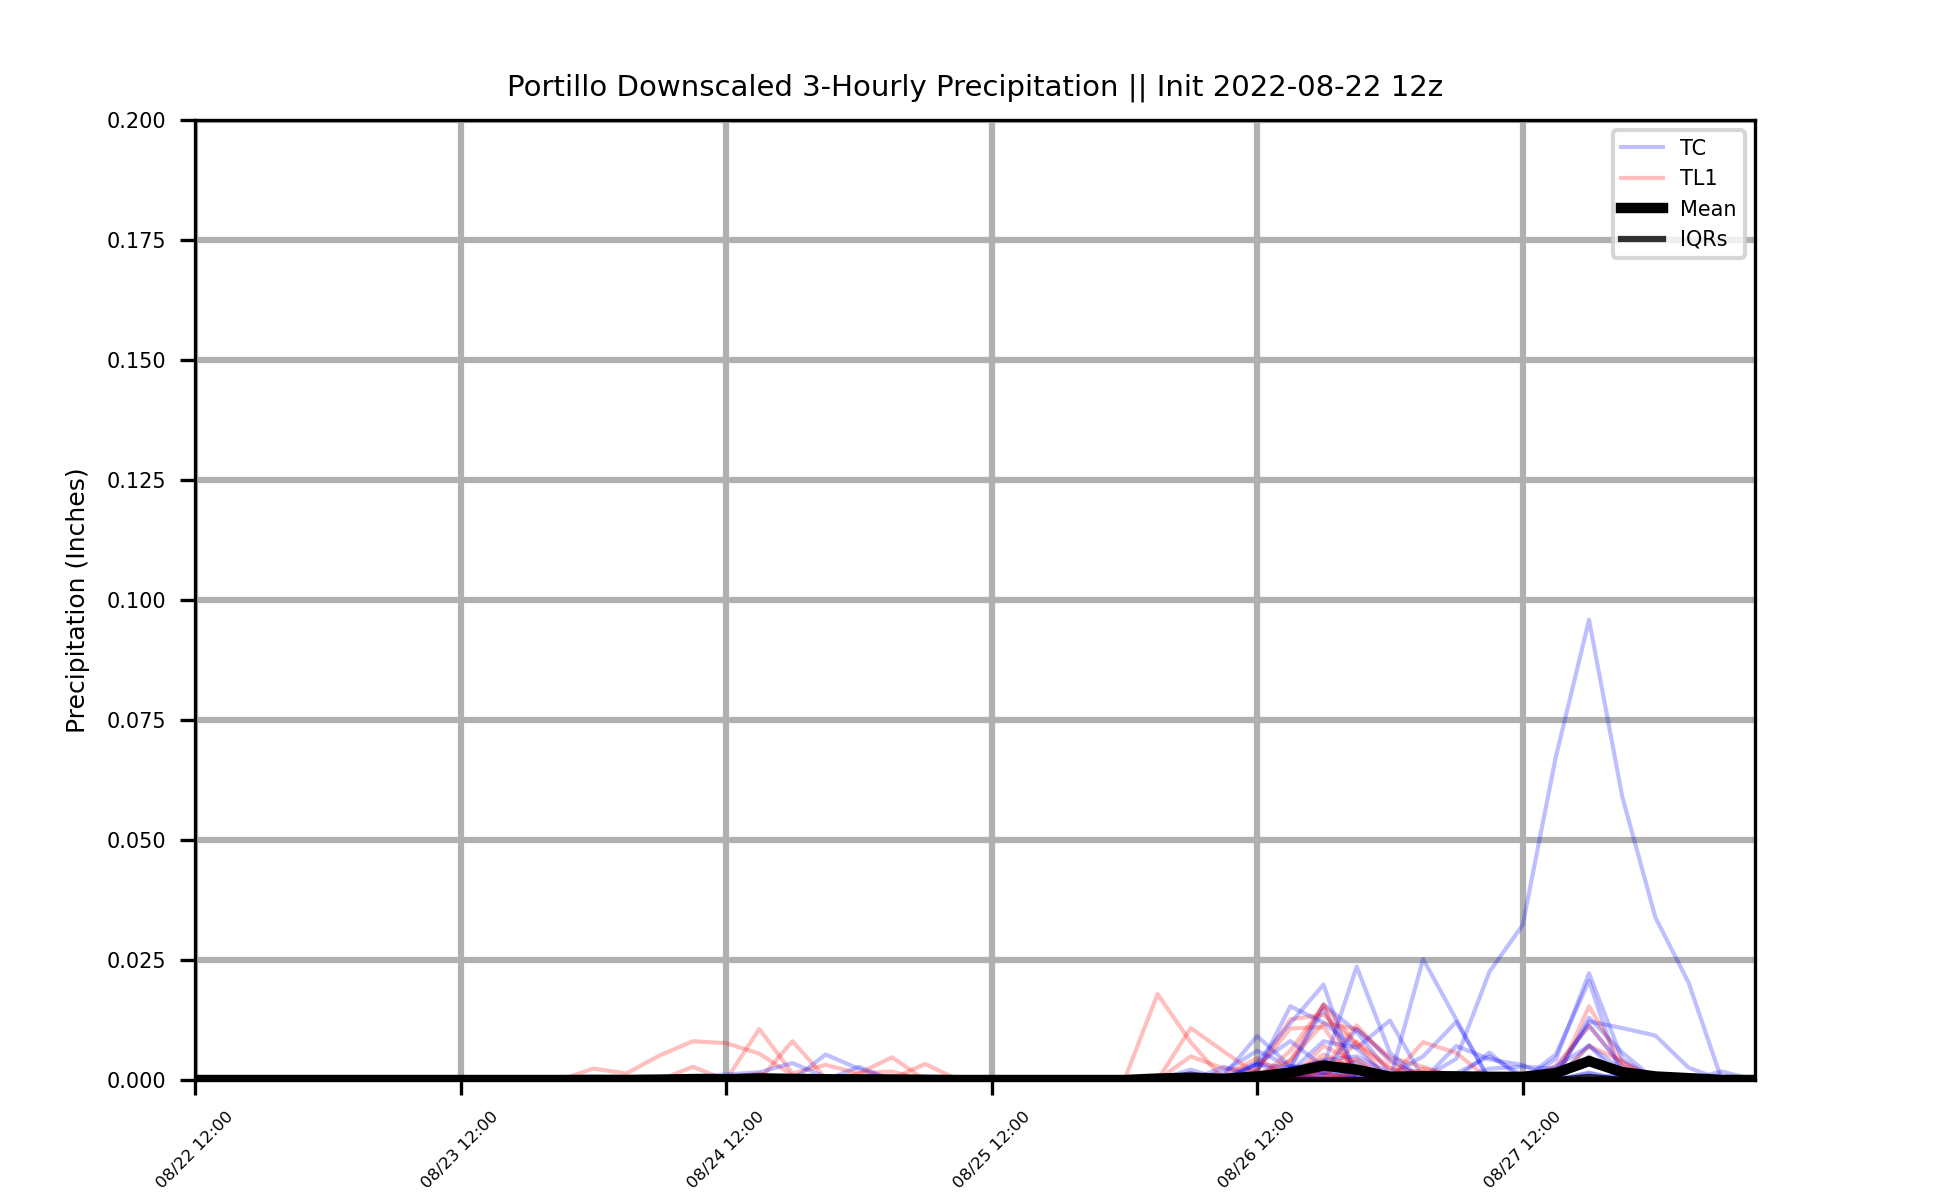 Portillo Downscaled 3-Hourly Precipitation || Init 2022-08-22 12z
TC
TL1
Mean
IQRs
Precipitation (Inches)
0.200
0.175
0.150
0.125
0.100
0.075
0.050
0.025
0.000
08/22 12:00
08/23 12:00
08/24 12:00
08/25 12:00
08/26 12:00
08/27 12:00